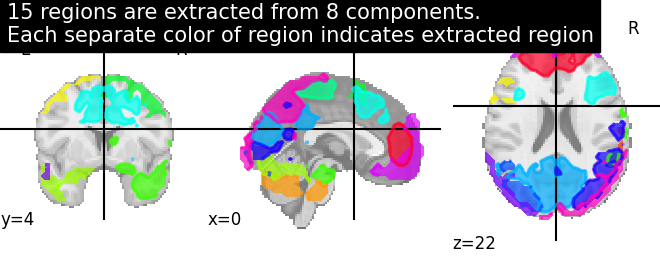 15 regions are extracted from 8 components.
Each separate color of region indicates extracted region
R
y=4
x=0
z=22